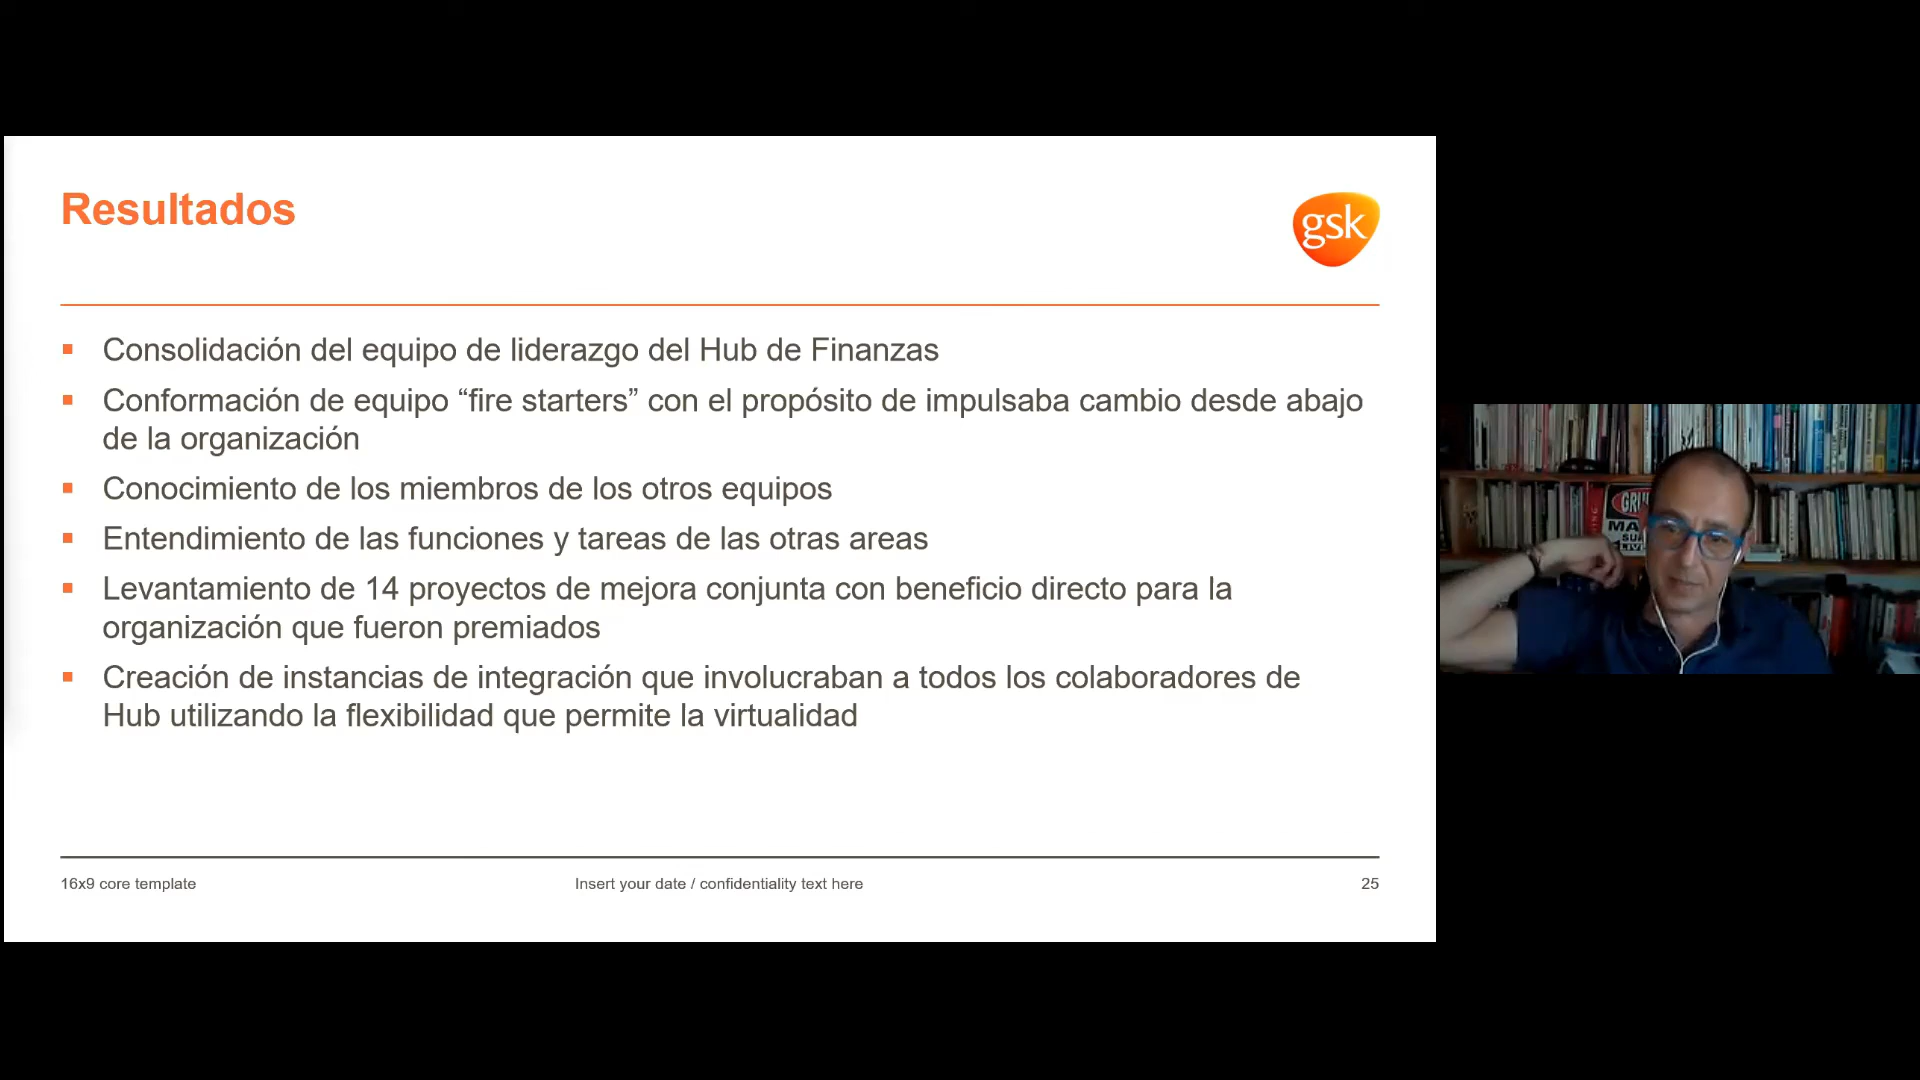 Resultados
gsk
Consolidación del equipo de liderazgo del Hub de Finanzas
Conformación de equipo “fire starters” con el propósito de impulsaba cambio desde abajo
de la organización
Conocimiento de los miembros de los otros equipos
Entendimiento de las funciones y tareas de las otras areas
Levantamiento de 14 proyectos de mejora conjunta con beneficio directo para la
organización que fueron premiados
Creación de instancias de integración que involucraban a todos los colaboradores de
Hub utilizando la flexibilidad que permite la virtualidad
16x9 core template
Insert your date / confidentiality text here
25